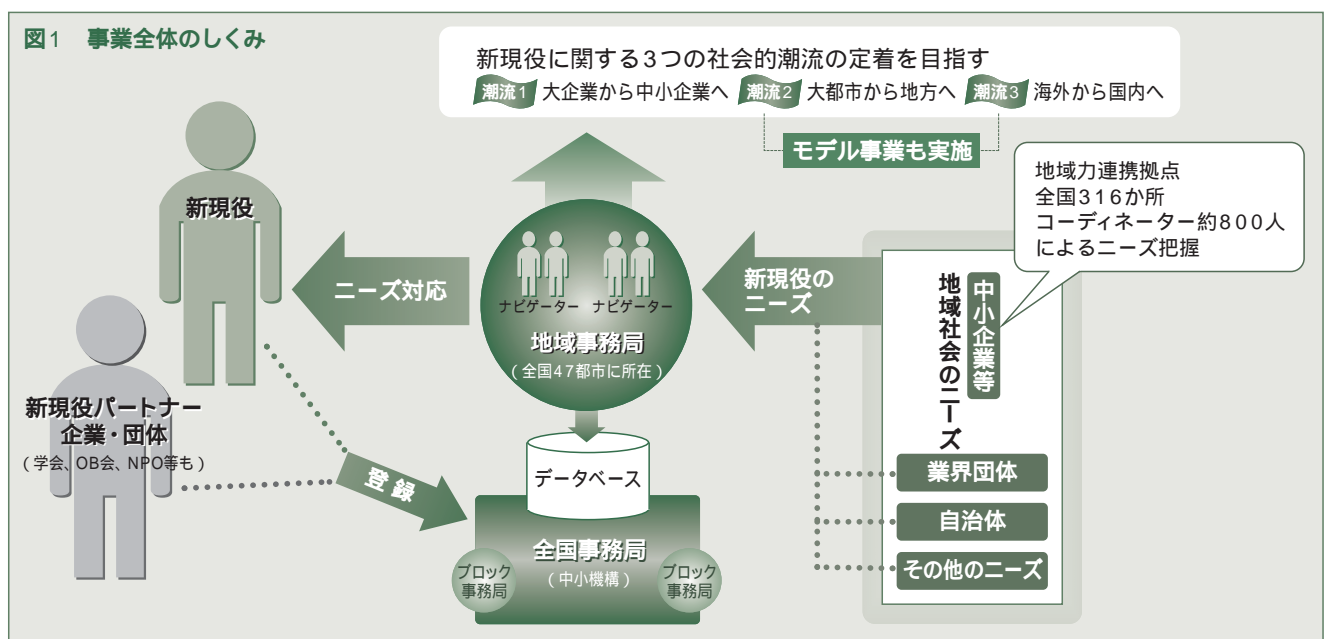 図1 事業全体のしくみ
新現役に関する3つの社会的潮流の定着を目指す
潮流1 大企業から中小企業へ 潮流2 大都市から地方へ 潮流3 海外から国内へ
モデル事業も実施
地域力連携拠点
全国316か所
コーディネーター約800人
によるニーズ把握
新現役
ニーズ対応
ナビゲーター ナビゲーター
地域事務局
(全国47都市に所在)
新現役の
ニーズ
中小企業等
地域社会のニーズ
業界団体
自治体
その他のニーズ
新現役パートナー
企業・団体
(学会、OB会、NPO等も)
登録
データベース
全国事務局
(中小機構)
ブロック
事務局
ブロック
事務局